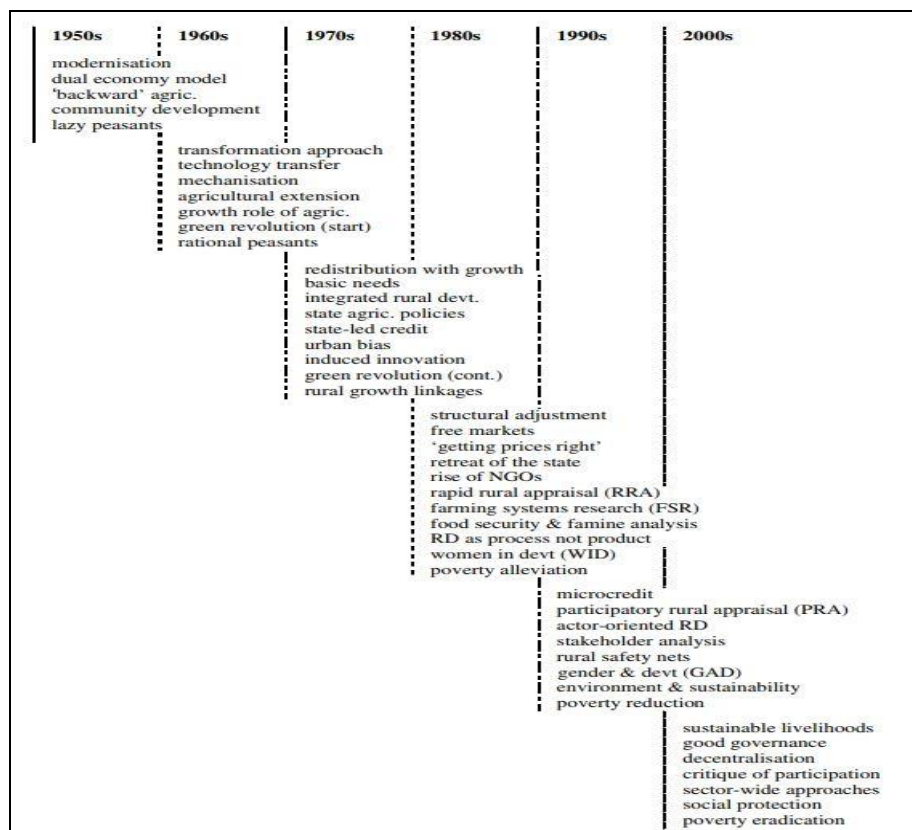 1950s 1960s 1970s 1980s 1990s 2000s
modernisation
dual economy model
'backward' agric.
community development
lazy peasants
transformation approach
technology transfer
mechanisation
agricultural extension
growth role of agric.
green revolution (start)
rational peasants
redistribution with growth
basic needs
integrated rural devt.
state agric. policies
state-led credit
urban bias
induced innovation
green revolution (cont.)
rural growth linkages
structural adjustment
free markets
'getting prices right'
retreat of the state
rise of NGOs
rapid rural appraisal (RRA)
farming systems research (FSR)
food security & famine analysis
RD as process not product
women in devt (WID)
poverty alleviation
microcredit
participatory rural appraisal (PRA)
actor-oriented RD
stakeholder analysis
rural safety nets
gender & devt (GAD)
environment & sustainability
poverty reduction
sustainable livelihoods
good governance
decentralisation
critique of participation
sector-wide approaches
social protection
poverty eradication